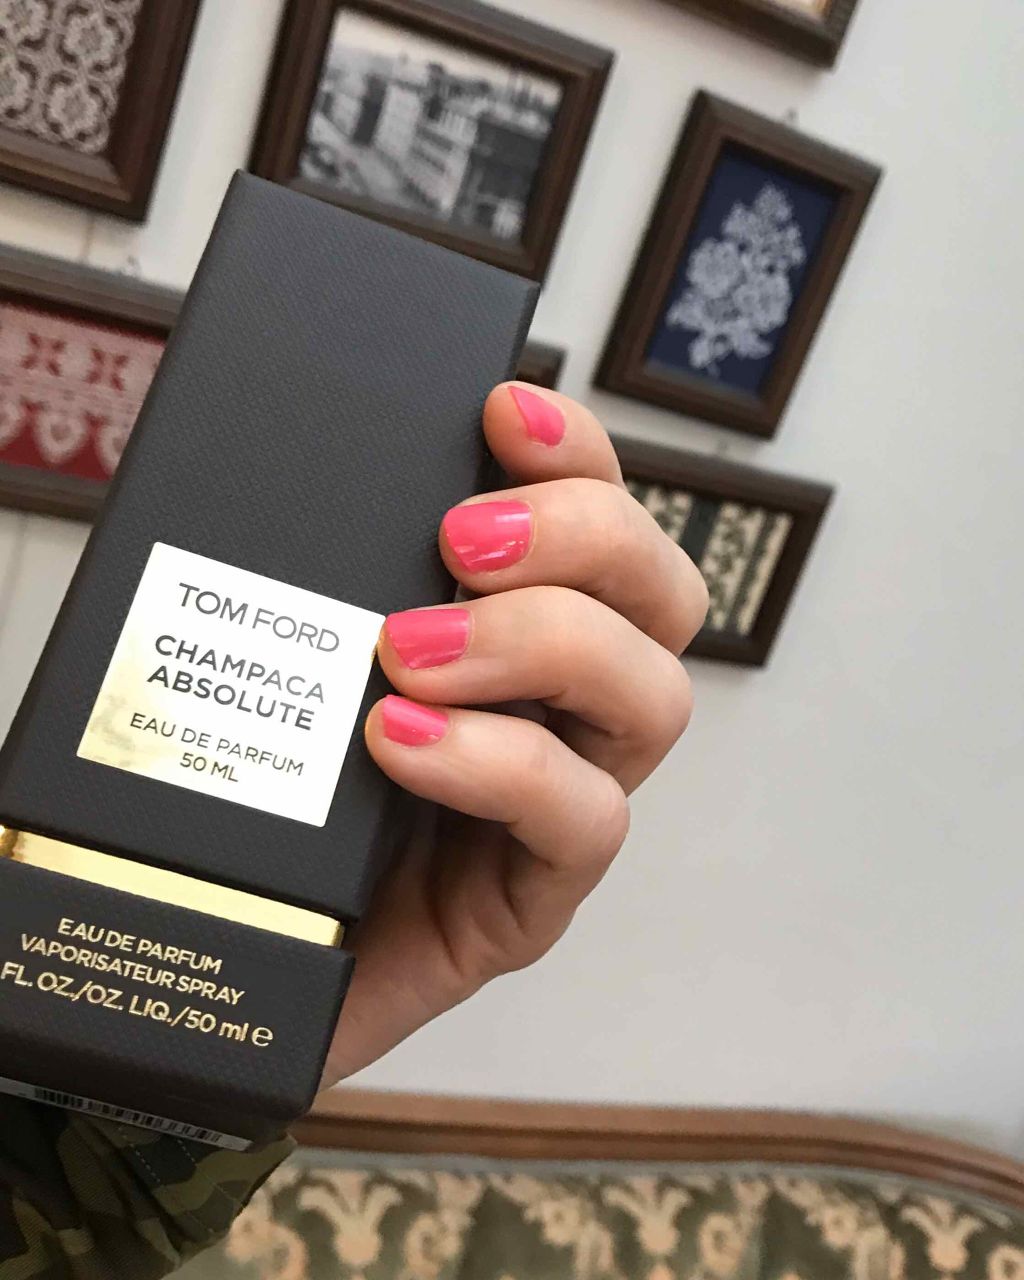 TOM FORD
CHAMPACA
ABSOLUTE
EAU DE PARFUM
50 ML
EAU DE PARFUM
VAPORISATEUR SPRAY
FL. OZ./OZ. LIQ./50 ml ℮